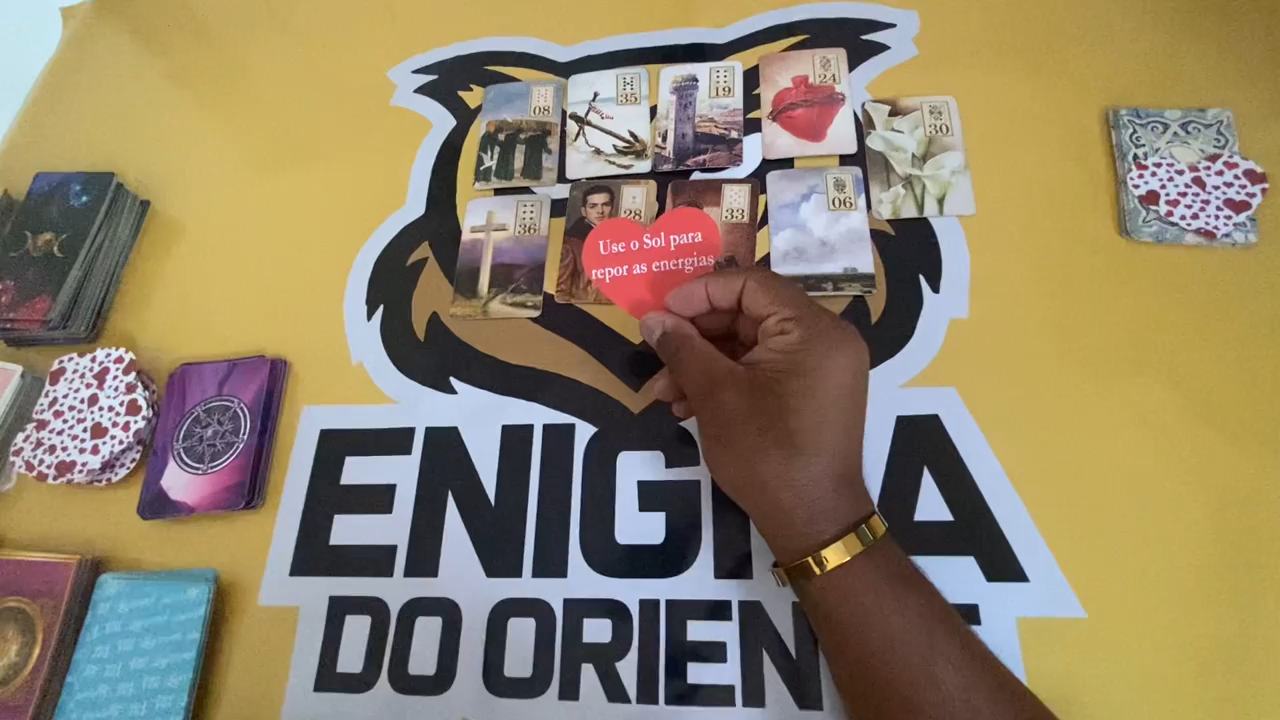 08
35
19
24
30
36
28
33
06
Use o Sol para
repor as energias
ENIG
A
DO ORIEN